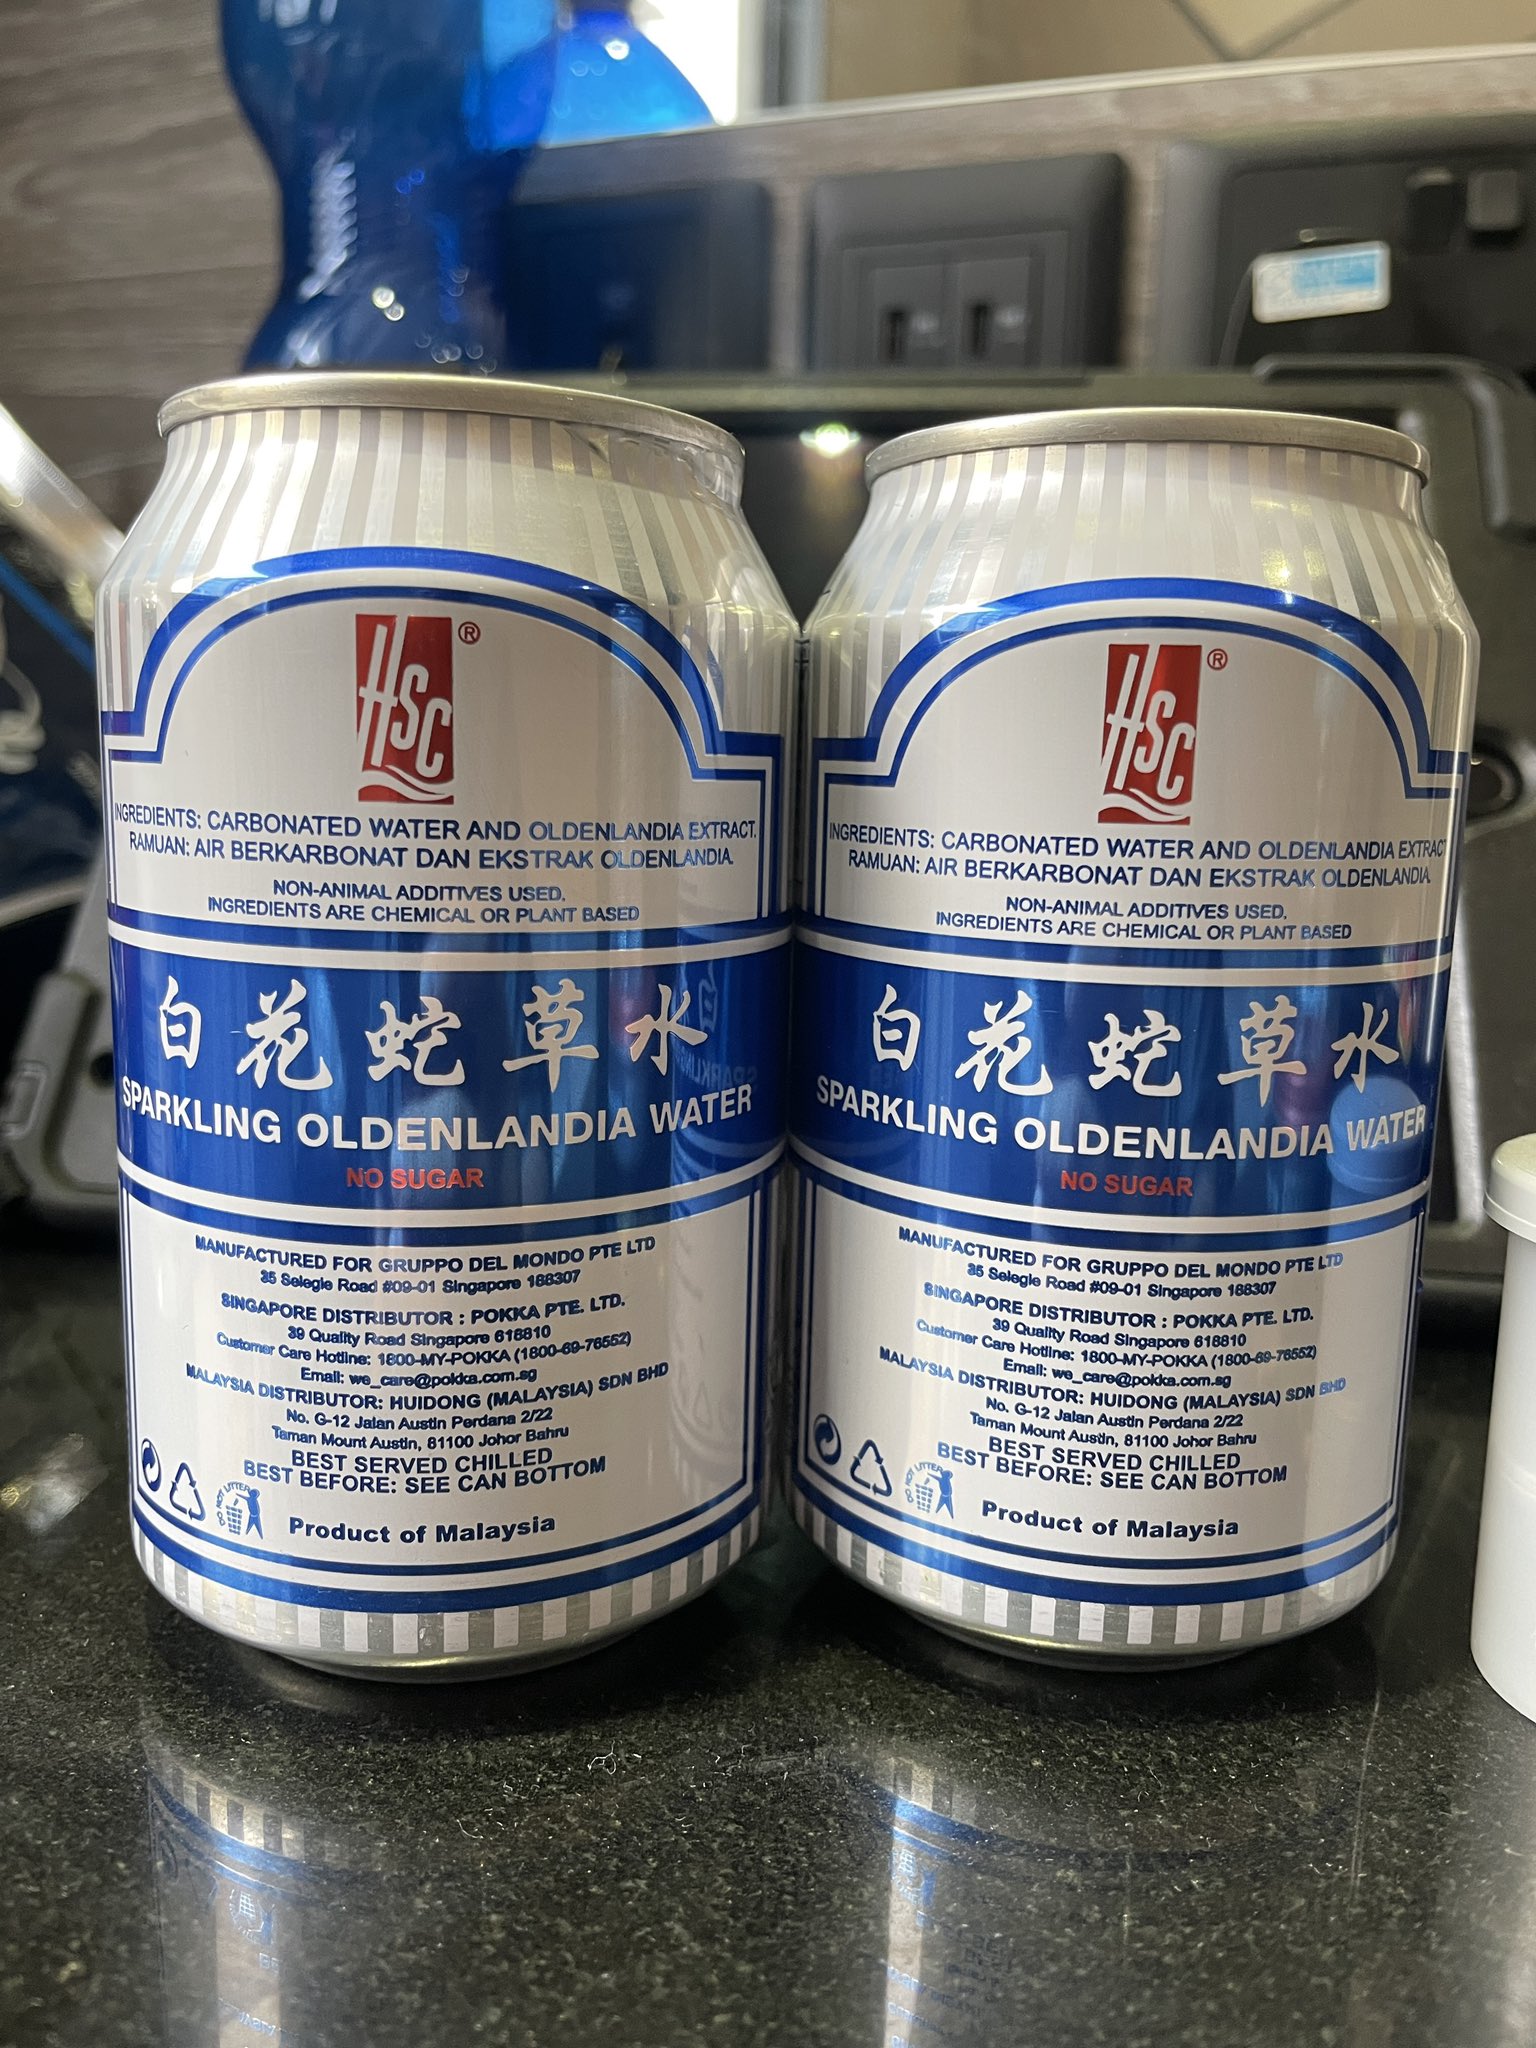 HSC®
INGREDIENTS: CARBONATED WATER AND OLDENLANDIA EXTRACT.
RAMUAN: AIR BERKARBONAT DAN EKSTRAK OLDENLANDIA.
NON-ANIMAL ADDITIVES USED.
INGREDIENTS ARE CHEMICAL OR PLANT BASED
白花蛇草水
SPARKLING OLDENLANDIA WATER
NO SUGAR
MANUFACTURED FOR GRUPPO DEL MONDO PTE LTD
35 Selegie Road #09-01 Singapore 188307
SINGAPORE DISTRIBUTOR : POKKA PTE. LTD.
39 Quality Road Singapore 618810
Customer Care Hotline: 1800-MY-POKKA (1800-69-76552)
Email: we_care@pokka.com.sg
MALAYSIA DISTRIBUTOR: HUIDONG (MALAYSIA) SDN BHD
No. G-12 Jalan Austin Perdana 2/22
Taman Mount Austin, 81100 Johor Bahru
BEST SERVED CHILLED
BEST BEFORE: SEE CAN BOTTOM
DO NOT LITTER
Product of Malaysia
HSC®
INGREDIENTS: CARBONATED WATER AND OLDENLANDIA EXTRACT
RAMUAN: AIR BERKARBONAT DAN EKSTRAK OLDENLANDIA.
NON-ANIMAL ADDITIVES USED.
INGREDIENTS ARE CHEMICAL OR PLANT BASED
白花蛇草水
SPARKLING OLDENLANDIA WATER
NO SUGAR
MANUFACTURED FOR GRUPPO DEL MONDO PTE LTD
35 Selegie Road #09-01 Singapore 188307
SINGAPORE DISTRIBUTOR : POKKA PTE. LTD.
39 Quality Road Singapore 618810
Customer Care Hotline: 1800-MY-POKKA (1800-69-76552)
Email: we_care@pokka.com.sg
MALAYSIA DISTRIBUTOR: HUIDONG (MALAYSIA) SDN BHD
No. G-12 Jalan Austin Perdana 2/22
Taman Mount Austin, 81100 Johor Bahru
BEST SERVED CHILLED
BEST BEFORE: SEE CAN BOTTOM
DO NOT LITTER
Product of Malaysia